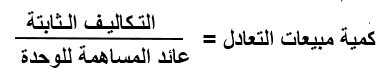 التكاليف الثابتة
كمية مبيعات التعادل =
عائد المساهمة للوحدة